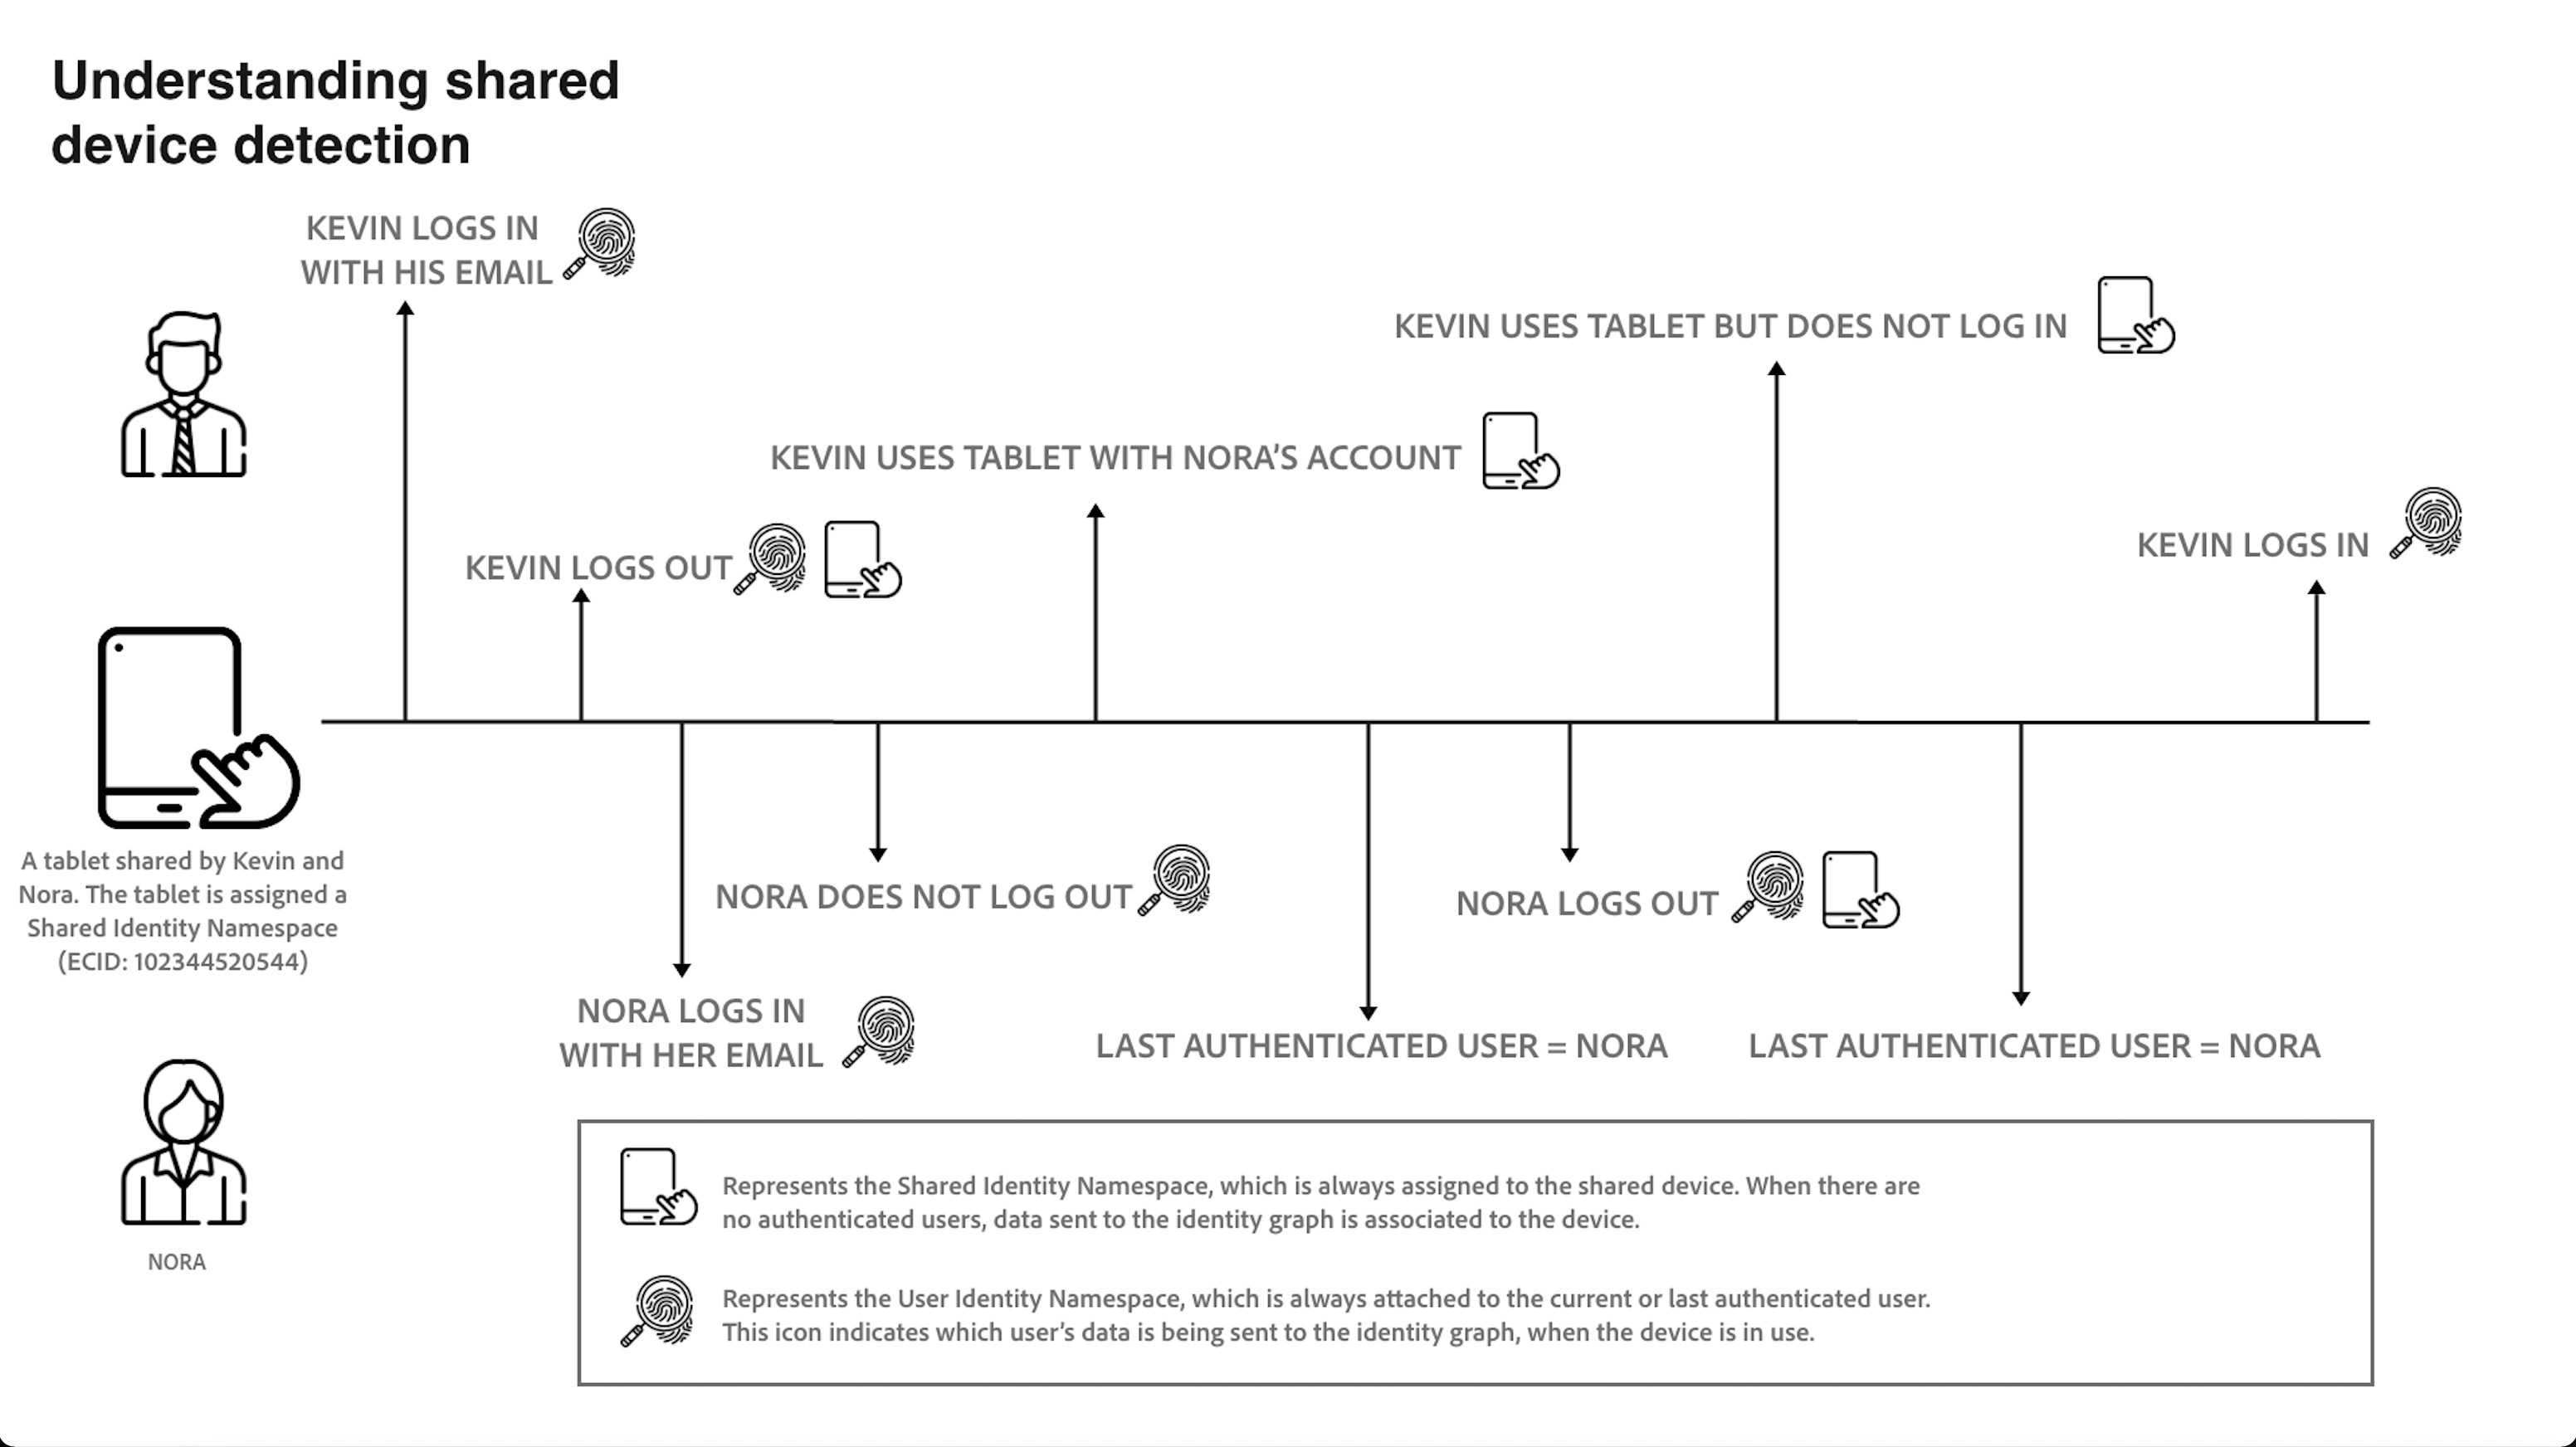 Understanding shared
device detection
KEVIN LOGS IN
WITH HIS EMAIL
KEVIN USES TABLET BUT DOES NOT LOG IN
KEVIN USES TABLET WITH NORA’S ACCOUNT
KEVIN LOGS OUT
KEVIN LOGS IN
A tablet shared by Kevin and
Nora. The tablet is assigned a
Shared Identity Namespace
(ECID: 102344520544)
NORA DOES NOT LOG OUT
NORA LOGS OUT
NORA LOGS IN
WITH HER EMAIL
LAST AUTHENTICATED USER = NORA
LAST AUTHENTICATED USER = NORA
NORA
Represents the Shared Identity Namespace, which is always assigned to the shared device. When there are
no authenticated users, data sent to the identity graph is associated to the device.
Represents the User Identity Namespace, which is always attached to the current or last authenticated user.
This icon indicates which user’s data is being sent to the identity graph, when the device is in use.